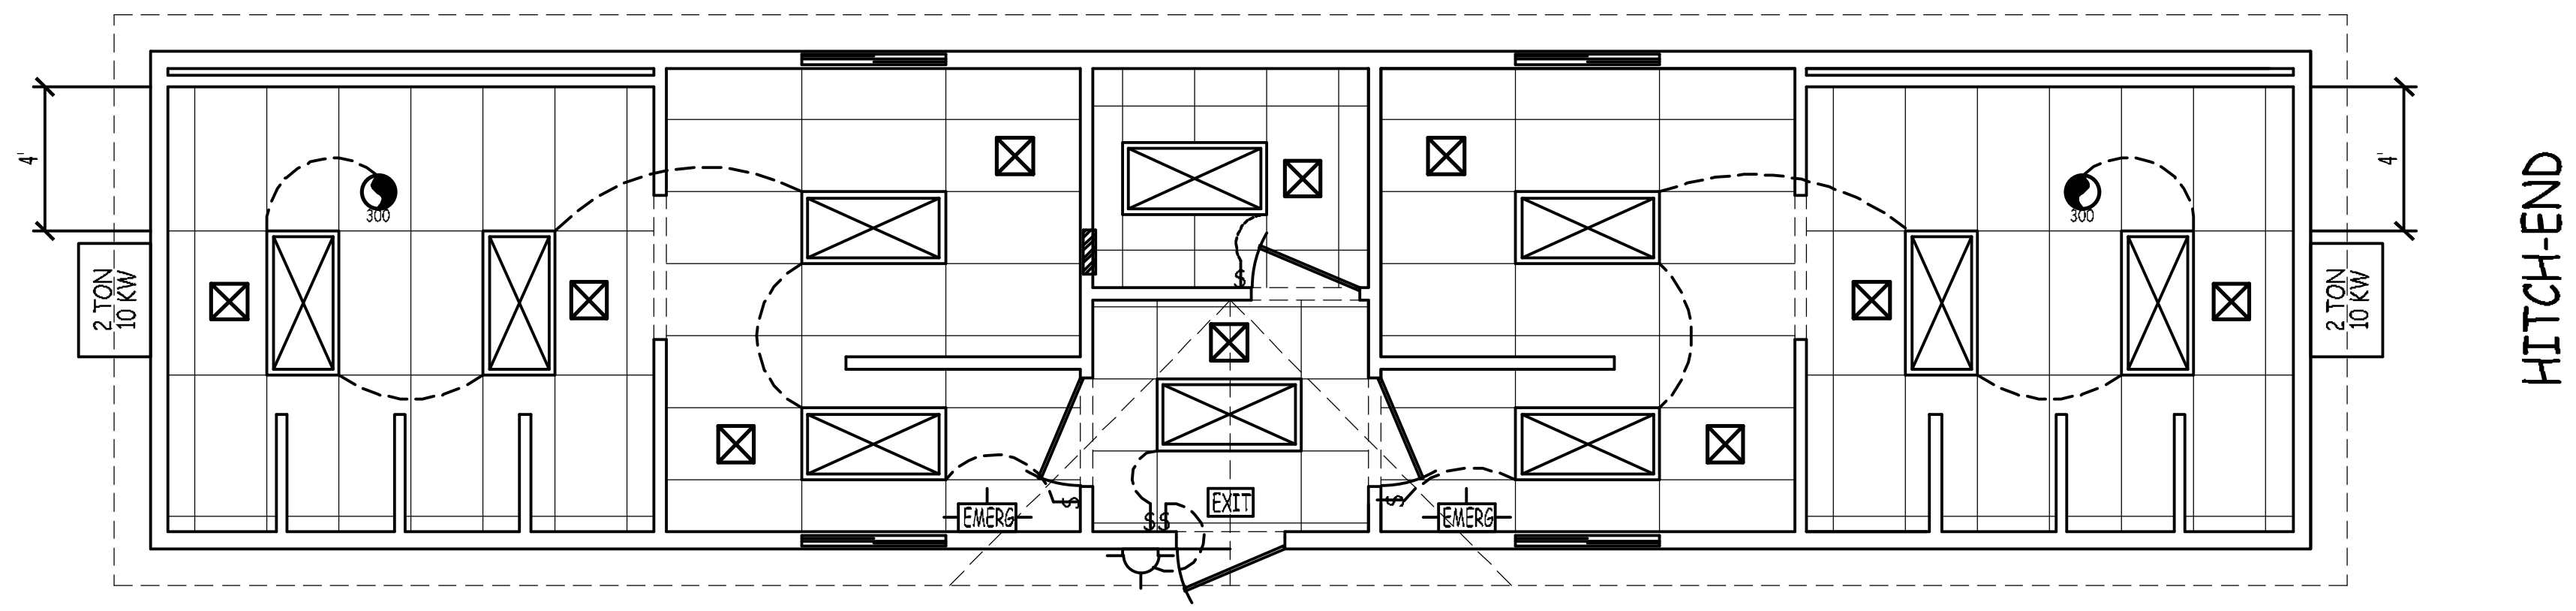 4'
300
2 TON
10 KW
$
$
EMERG
$$
EXIT
$
EMERG
300
4'
2 TON
10 KW
HITCH-END